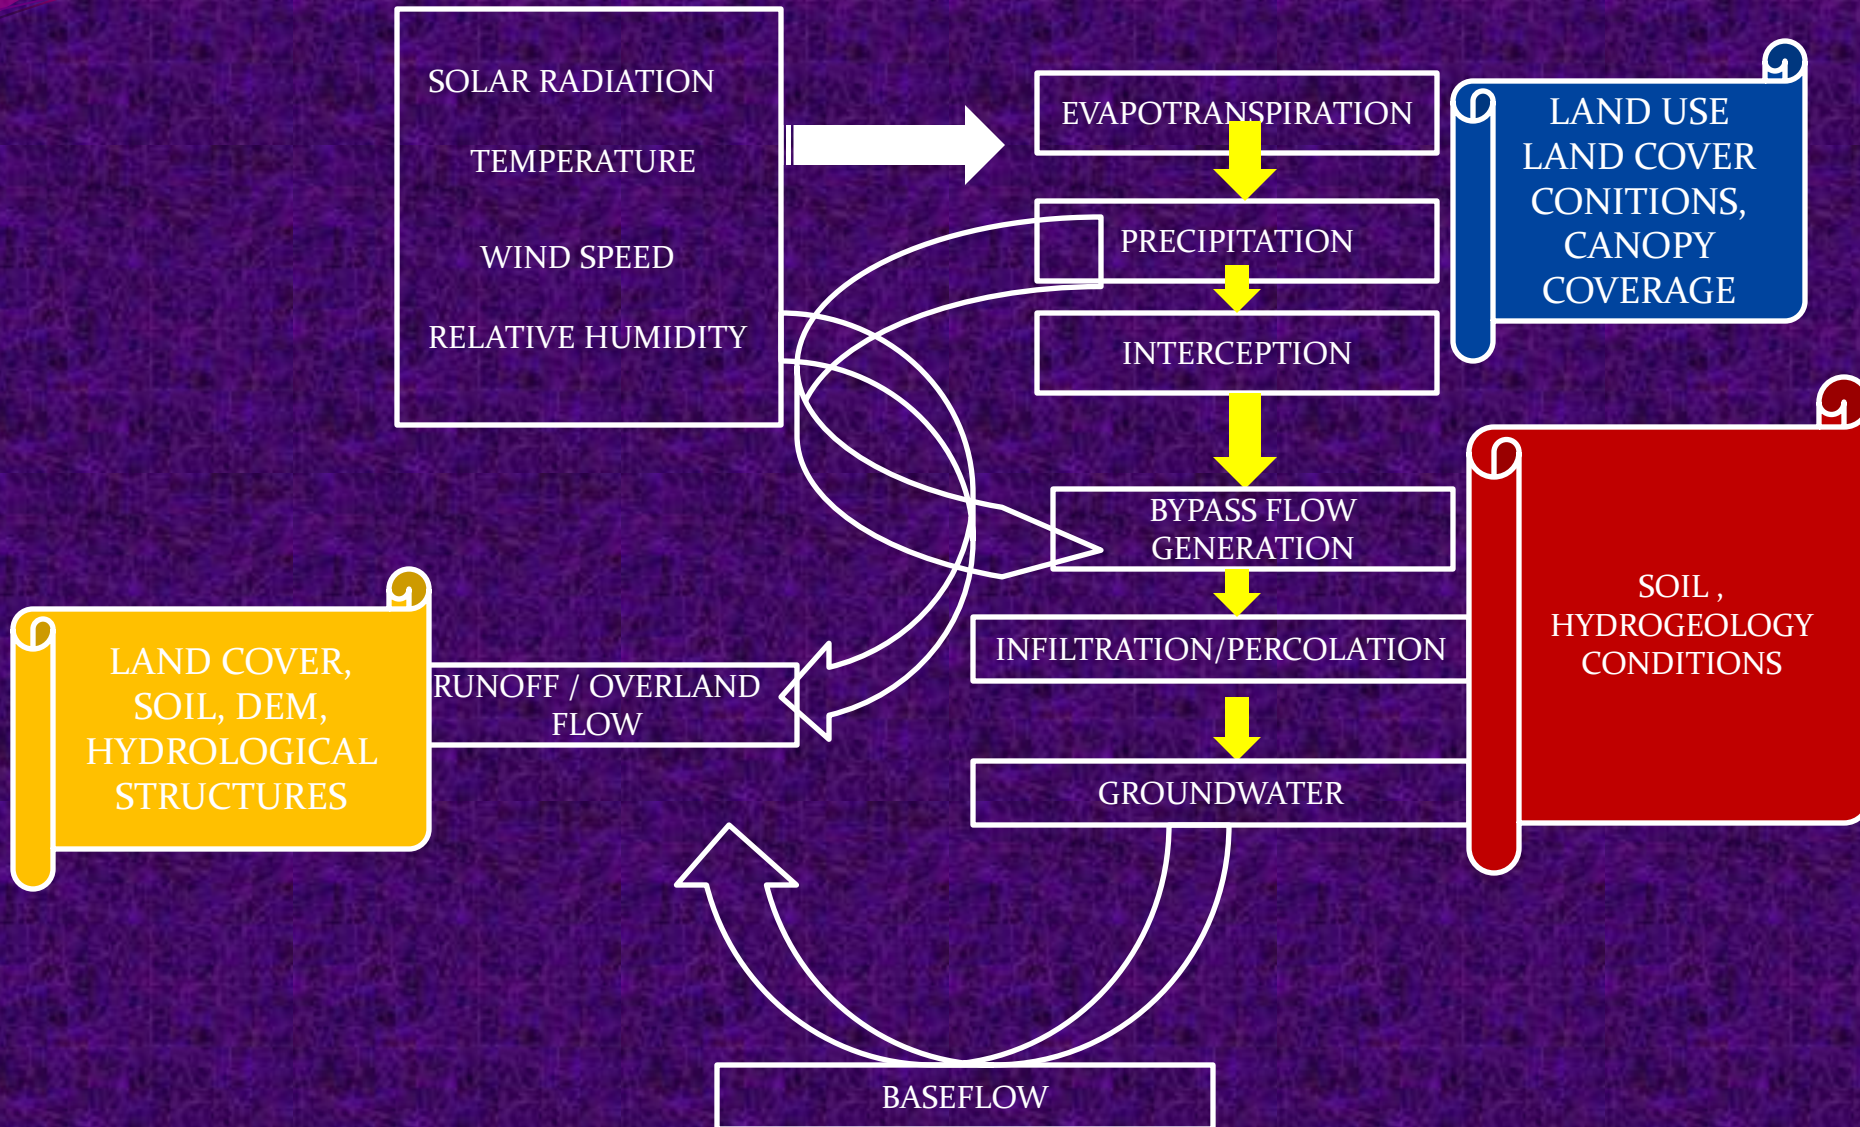 SOLAR RADIATION
TEMPERATURE
WIND SPEED
RELATIVE HUMIDITY
EVAPOTRANSPIRATION
PRECIPITATION
INTERCEPTION
BYPASS FLOW
GENERATION
INFILTRATION/PERCOLATION
GROUNDWATER
LAND USE
LAND COVER
CONITIONS,
CANOPY
COVERAGE
SOIL ,
HYDROGEOLOGY
CONDITIONS
LAND COVER,
SOIL, DEM,
HYDROLOGICAL
STRUCTURES
RUNOFF / OVERLAND
FLOW
BASEFLOW